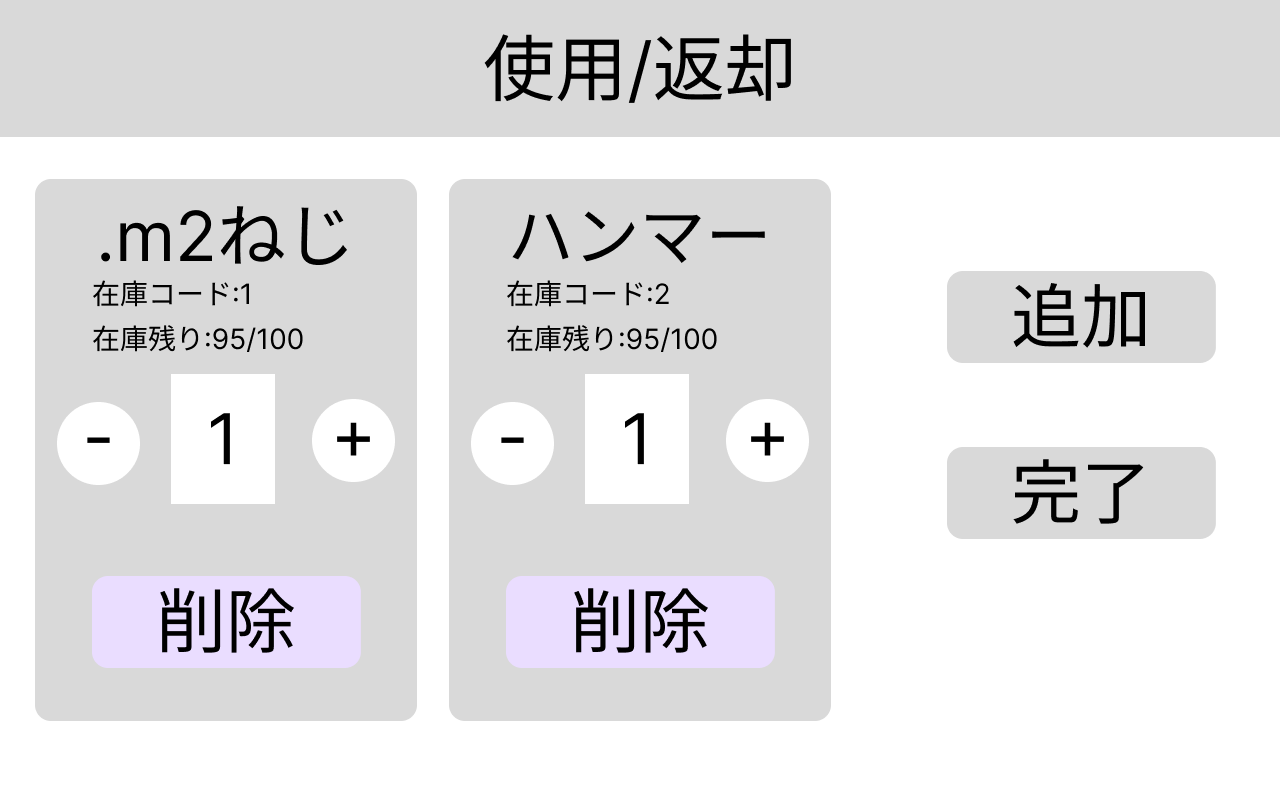 使用/返却
.m2ねじ
在庫コード:1
在庫残り:95/100
- 1 +
削除
ハンマー
在庫コード:2
在庫残り:95/100
- 1 +
削除
追加
完了